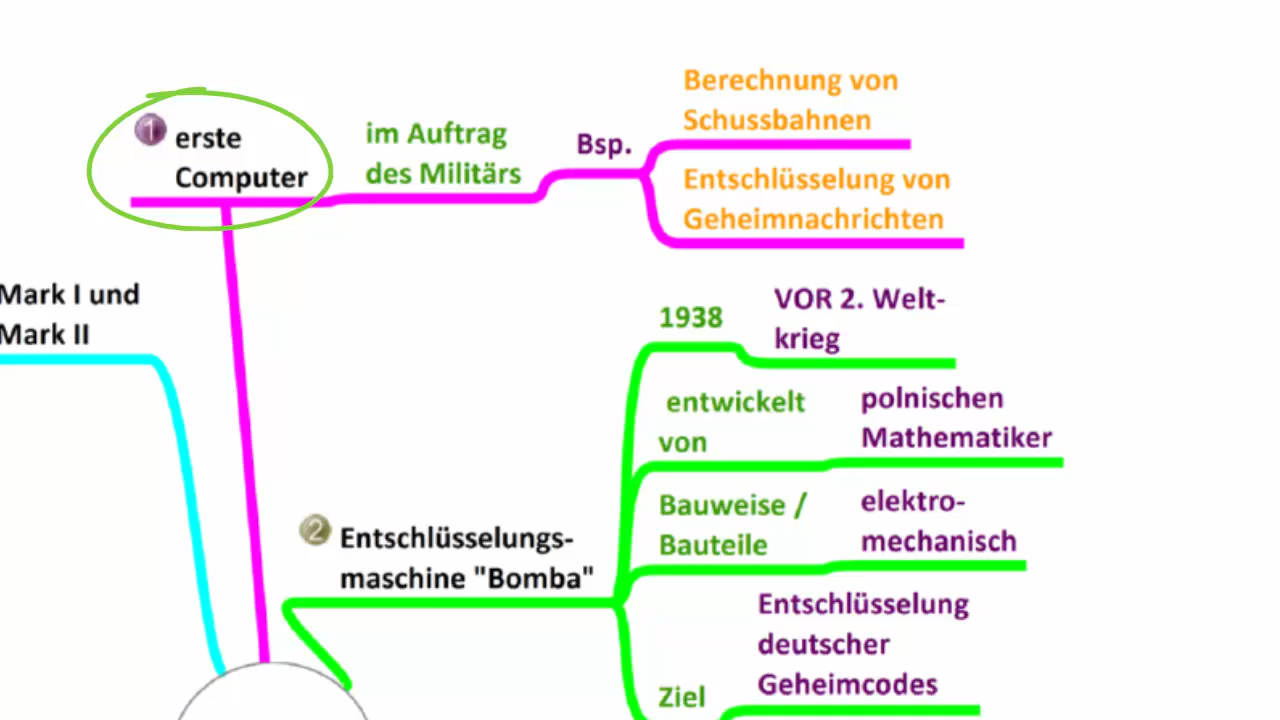 1 erste
Computer
im Auftrag
des Militärs
Bsp.
Berechnung von
Schussbahnen
Entschlüsselung von
Geheimnachrichten
Mark I und
Mark II
2 Entschlüsselungs-
maschine "Bomba"
1938
VOR 2. Welt-
krieg
entwickelt
von
polnischen
Mathematiker
Bauweise /
Bauteile
elektro-
mechanisch
Ziel
Entschlüsselung
deutscher
Geheimcodes